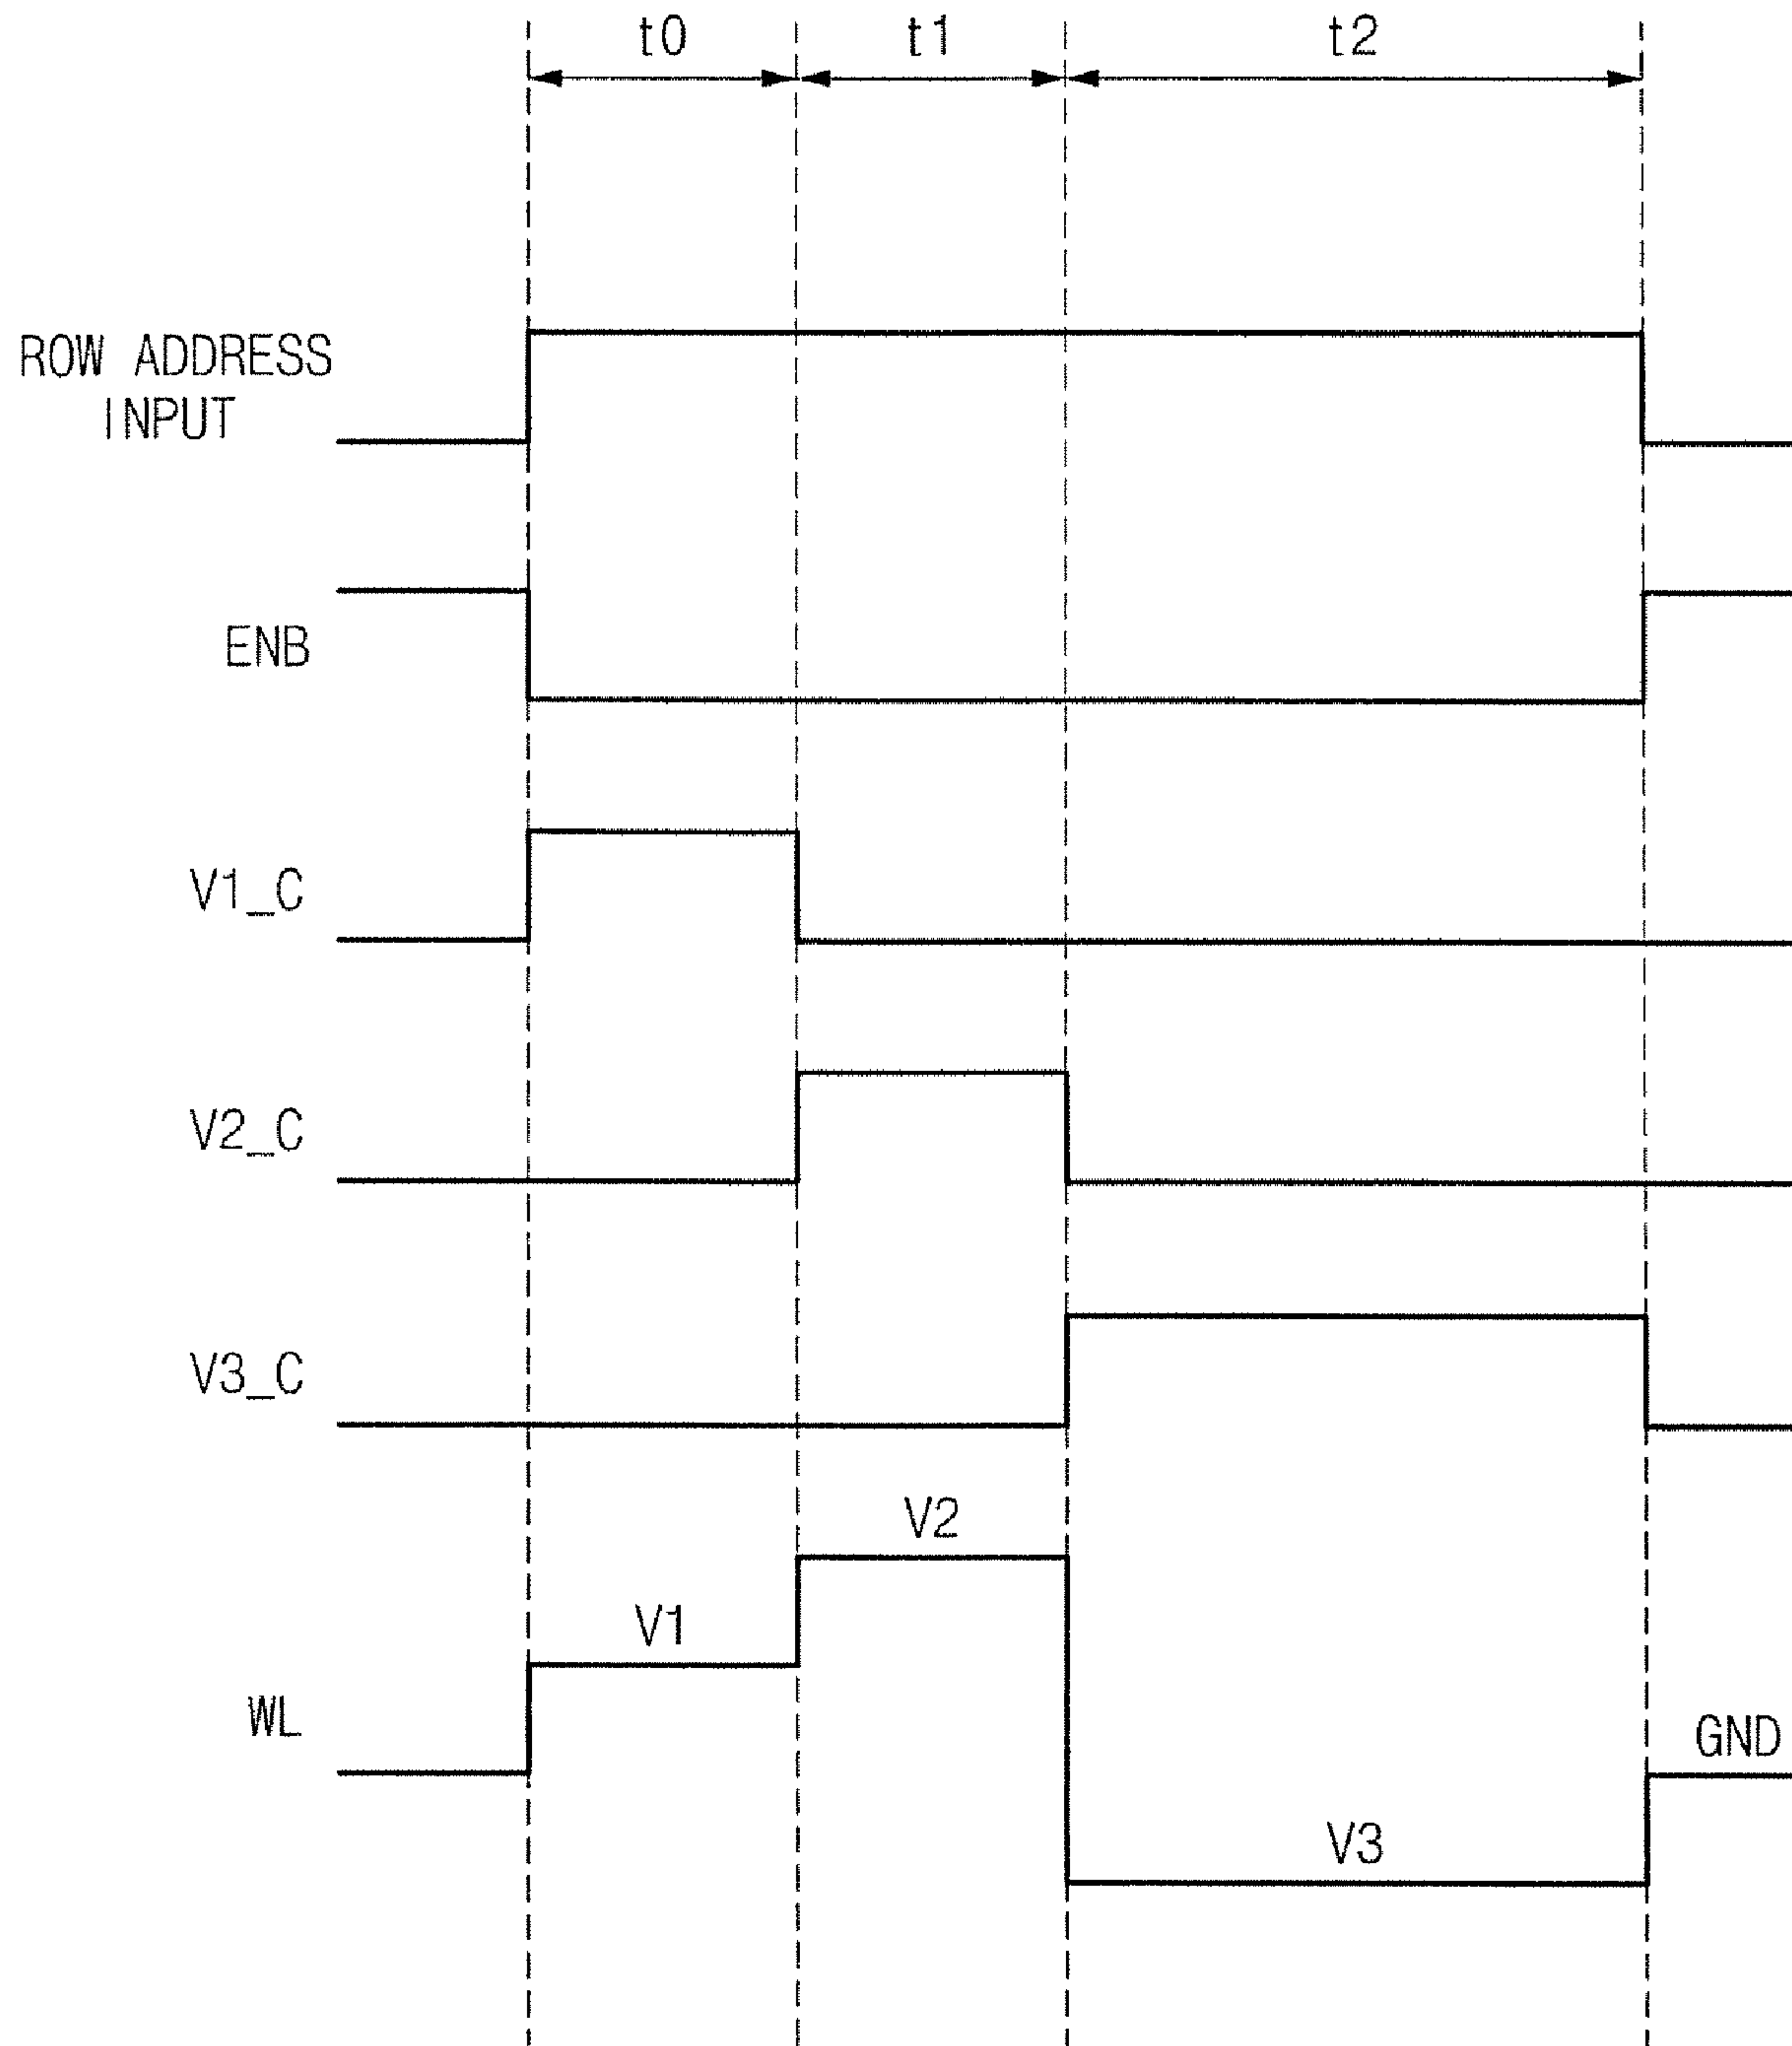 t0 t1 t2
ROW ADDRESS
INPUT
ENB
V1_C
V2_C
V3_C
V2
V1
WL
GND
V3